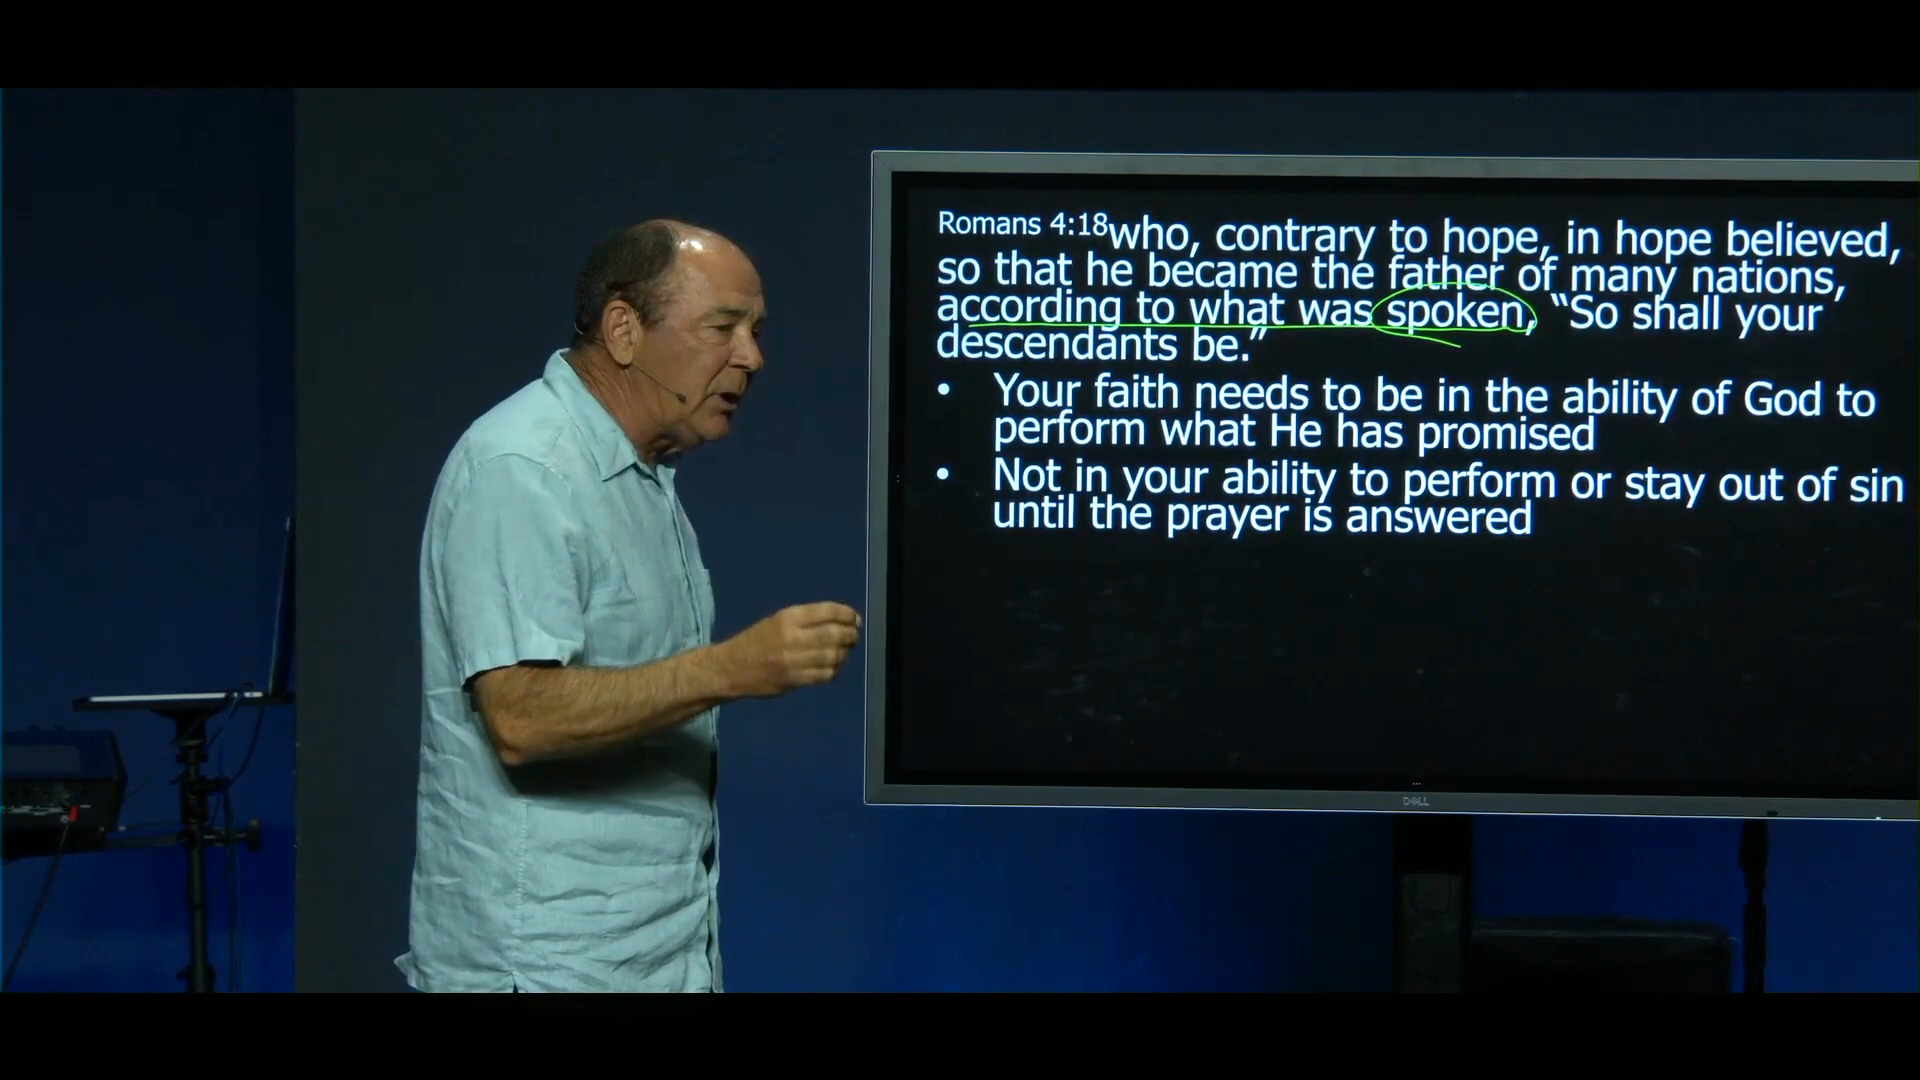 Romans 4:18who, contrary to hope, in hope believed,
so that he became the father of many nations,
according to what was spoken, “So shall your
descendants be.”
• Your faith needs to be in the ability of God to
perform what He has promised
• Not in your ability to perform or stay out of sin
until the prayer is answered
DELL